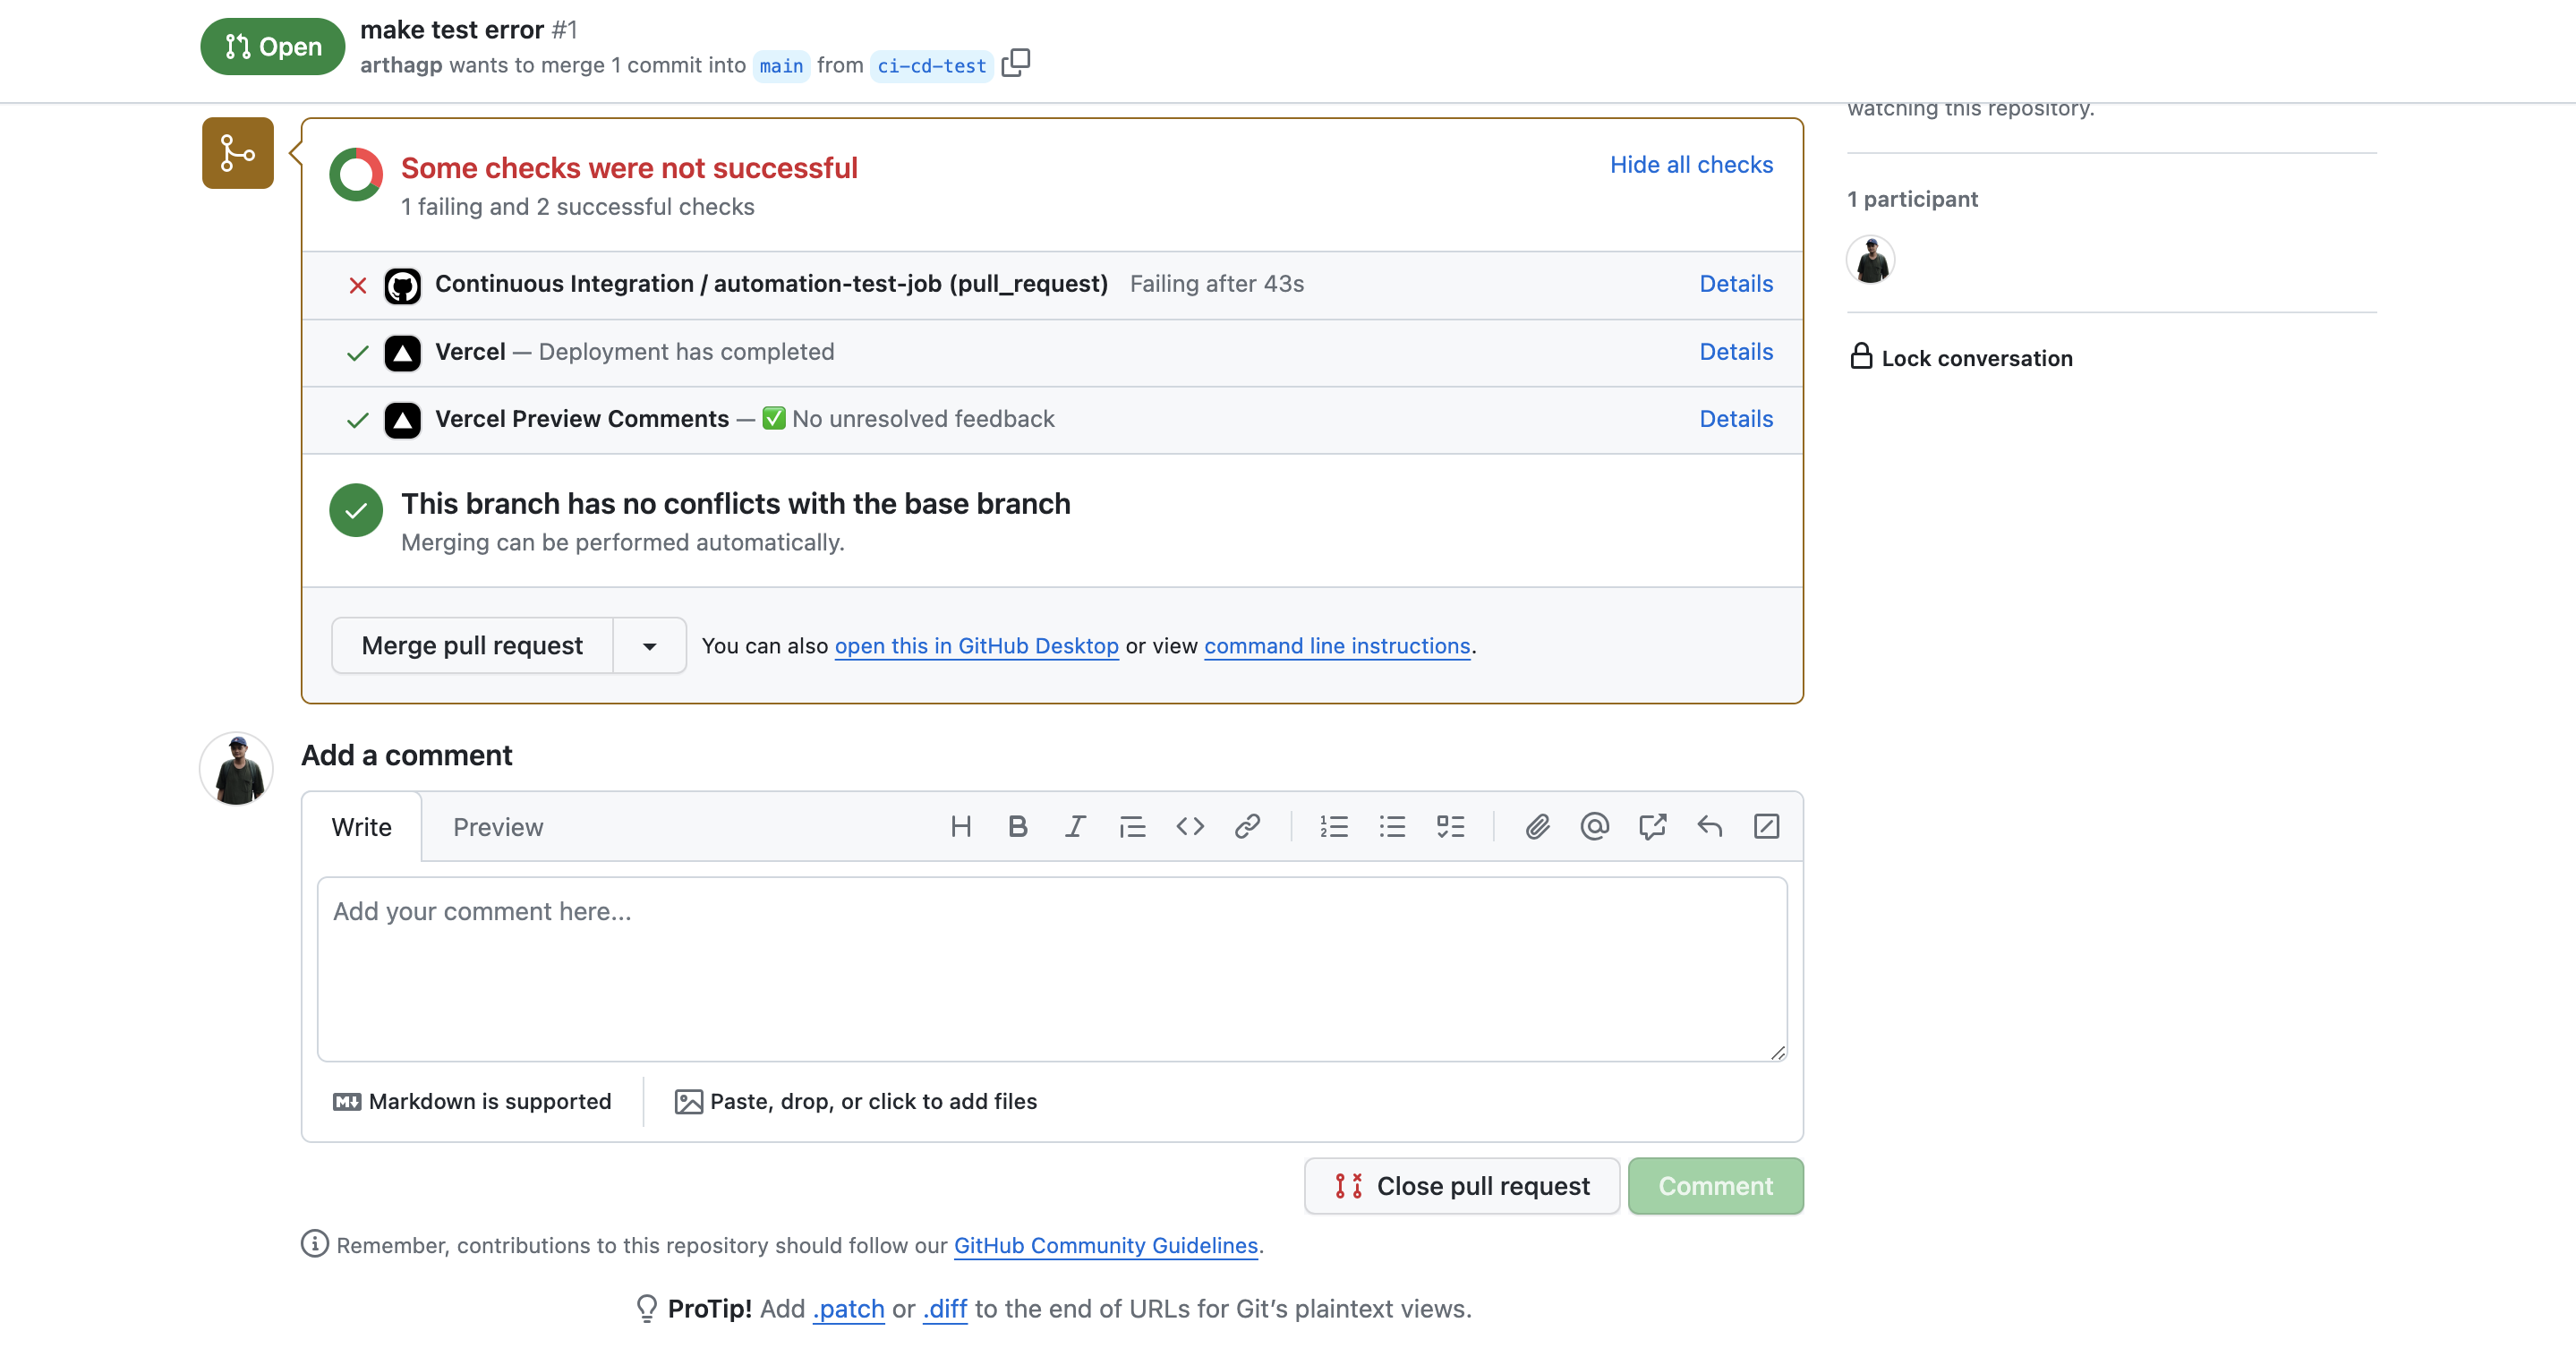 Open
make test error #1
arthagp wants to merge 1 commit into main from ci-cd-test
watching this repository.
Some checks were not successful
Hide all checks
1 failing and 2 successful checks
1 participant
Continuous Integration / automation-test-job (pull_request) Failing after 43s
Details
Vercel — Deployment has completed
Details
Lock conversation
Vercel Preview Comments — ✅ No unresolved feedback
Details
This branch has no conflicts with the base branch
Merging can be performed automatically.
Merge pull request
You can also open this in GitHub Desktop or view command line instructions.
Add a comment
Write
Preview
Add your comment here...
Markdown is supported
Paste, drop, or click to add files
Close pull request
Comment
Remember, contributions to this repository should follow our GitHub Community Guidelines.
ProTip! Add .patch or .diff to the end of URLs for Git’s plaintext views.